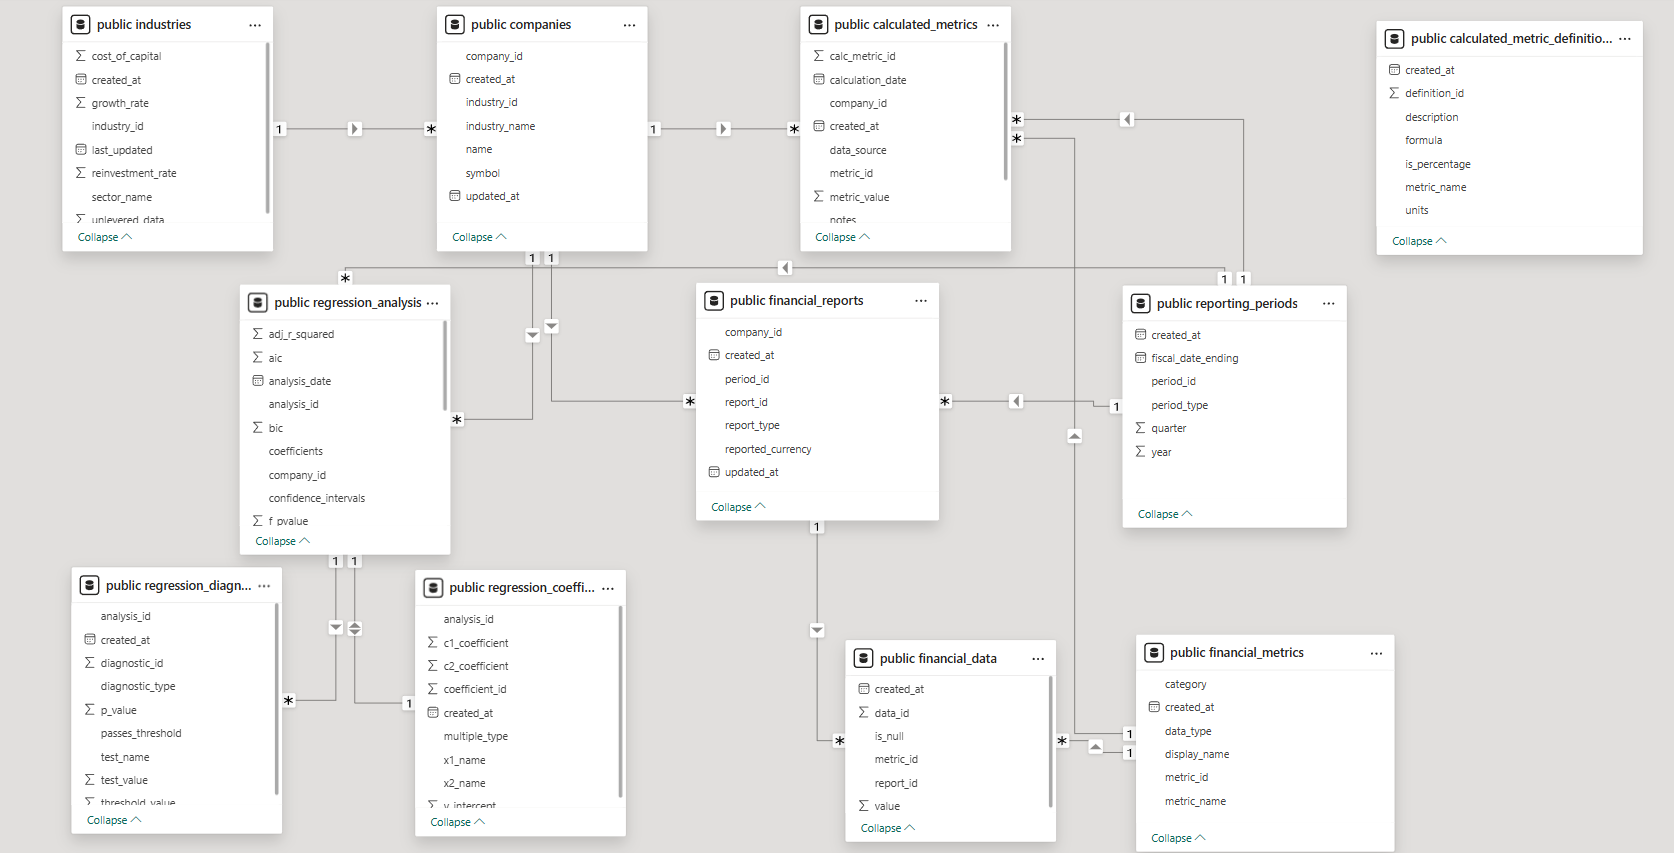 public industries
cost_of_capital
created_at
growth_rate
industry_id
last_updated
reinvestment_rate
sector_name
unlevered_data
Collapse
public companies
company_id
created_at
industry_id
industry_name
name
symbol
updated_at
Collapse
public calculated_metrics
calc_metric_id
calculation_date
company_id
created_at
data_source
metric_id
metric_value
notes
Collapse
public calculated_metric_definitio...
created_at
definition_id
description
formula
is_percentage
metric_name
units
Collapse
1
*
1
*
*
*
1
1
*
1
1
public regression_analysis
adj_r_squared
aic
analysis_date
analysis_id
bic
coefficients
company_id
confidence_intervals
f_pvalue
Collapse
*
public financial_reports
company_id
created_at
period_id
report_id
report_type
reported_currency
updated_at
Collapse
*
*
1
public reporting_periods
created_at
fiscal_date_ending
period_id
period_type
quarter
year
Collapse
1
1
1
public regression_diagn...
analysis_id
created_at
diagnostic_id
diagnostic_type
p_value
passes_threshold
test_name
test_value
threshold_value
Collapse
*
public regression_coeffi...
analysis_id
c1_coefficient
c2_coefficient
coefficient_id
created_at
multiple_type
x1_name
x2_name
y_intercept
Collapse
1
public financial_data
created_at
data_id
is_null
metric_id
report_id
value
Collapse
*
*
1
1
public financial_metrics
category
created_at
data_type
display_name
metric_id
metric_name
Collapse